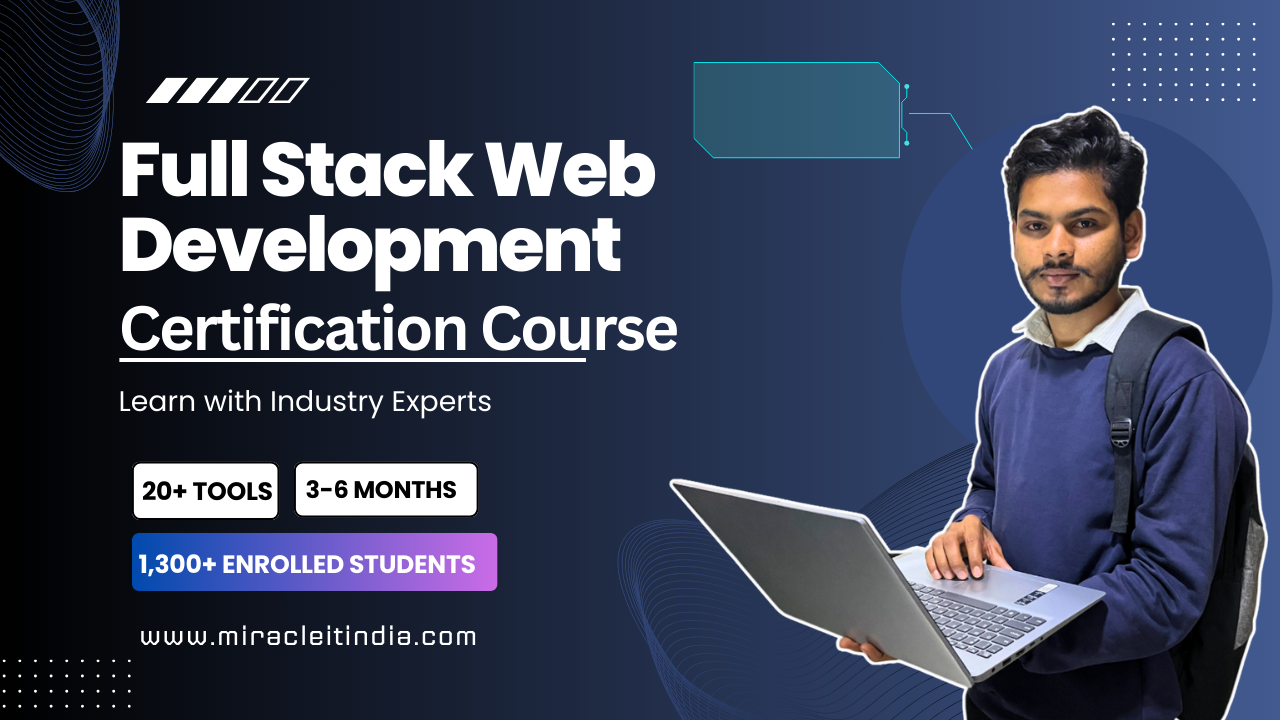 Full Stack Web
Development
Certification Course
Learn with Industry Experts
20+ TOOLS
3-6 MONTHS
1,300+ ENROLLED STUDENTS
www.miracleitindia.com